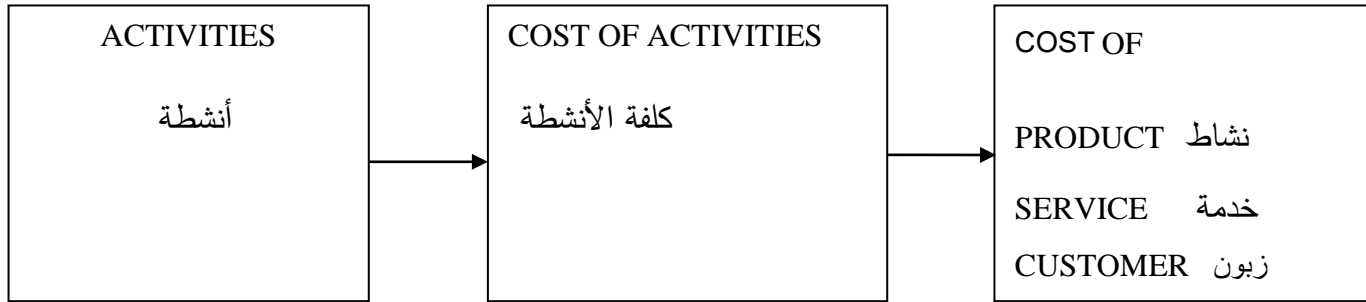 ACTIVITIES
أنشطة
COST OF ACTIVITIES
كلفة الأنشطة
COST OF
PRODUCT نشاط
SERVICE خدمة
CUSTOMER زبون